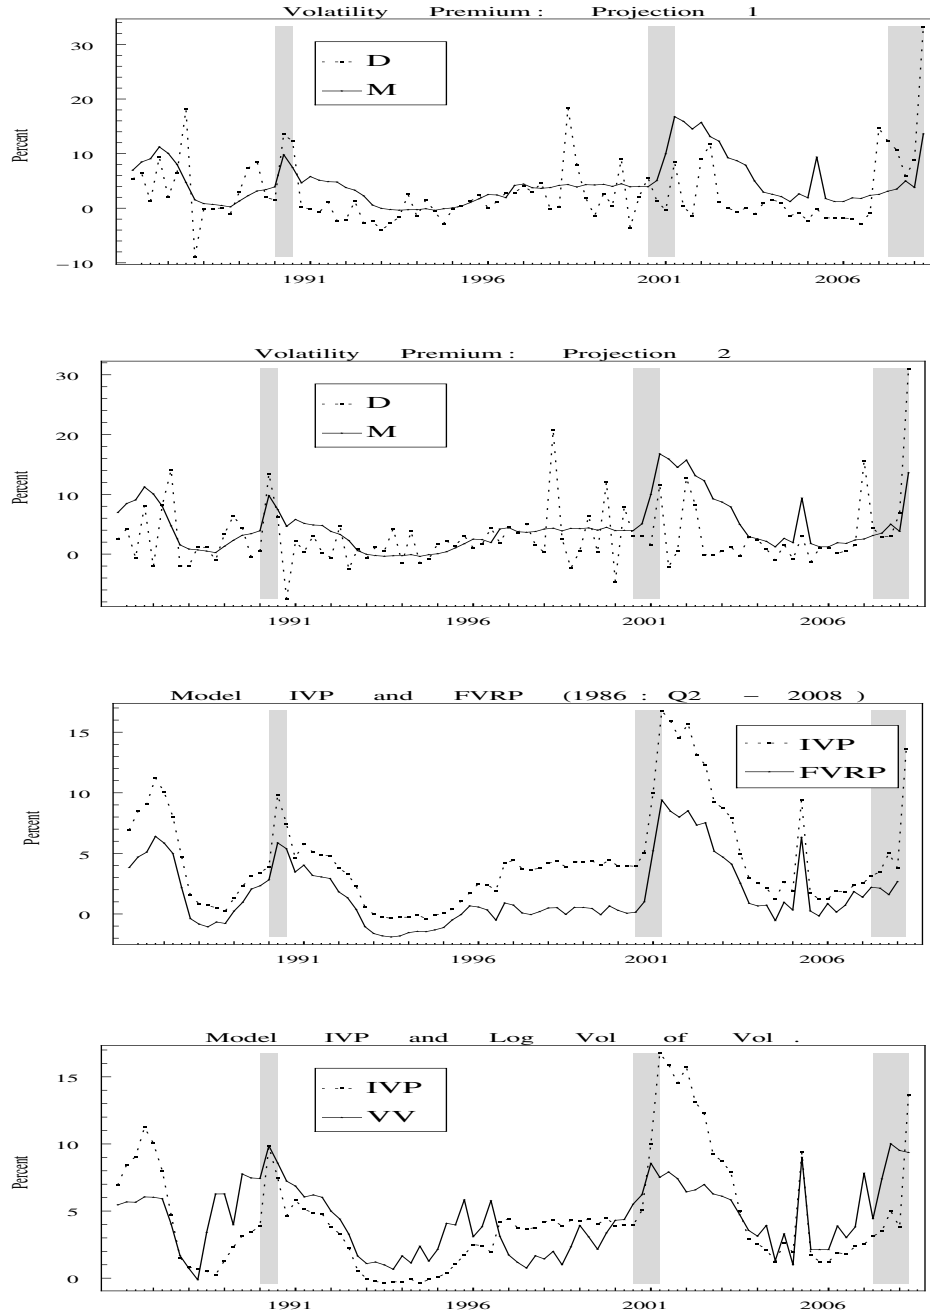 Volatility Premium : Projection 1
30
20
10
0
−10
Percent
D
M
1991 1996 2001 2006
Volatility Premium : Projection 2
30
20
10
0
Percent
D
M
1991 1996 2001 2006
Model IVP and FVRP (1986 : Q2 − 2008 )
15
10
5
0
Percent
IVP
FVRP
1991 1996 2001 2006
Model IVP and Log Vol of Vol .
15
10
5
0
Percent
IVP
VV
1991 1996 2001 2006